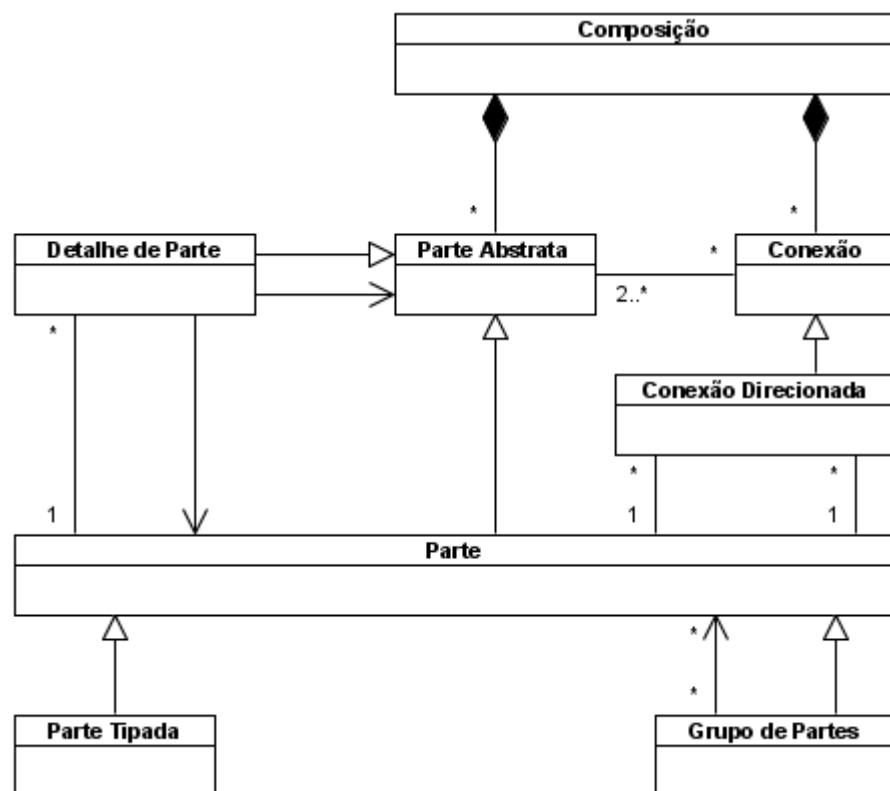 Composição
*
*
Detalhe de Parte
Parte Abstrata
Conexão
*
2..*
*
Conexão Direcionada
*
*
1
1
1
Parte
*
*
Parte Tipada
Grupo de Partes